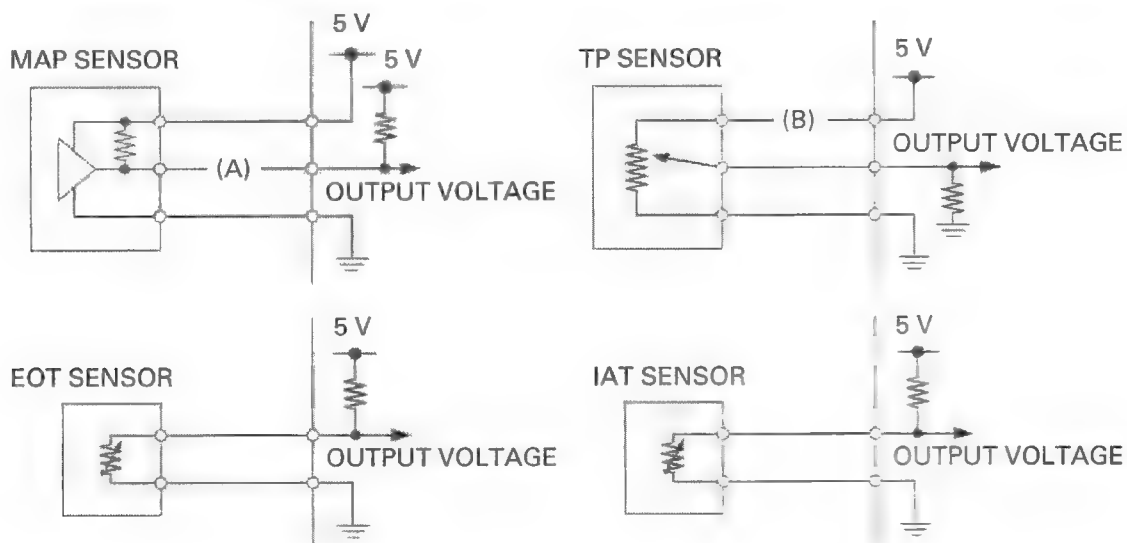 5 V
5 V
MAP SENSOR
(A)
OUTPUT VOLTAGE
5 V
TP SENSOR
(B)
OUTPUT VOLTAGE
5 V
EOT SENSOR
OUTPUT VOLTAGE
5 V
IAT SENSOR
OUTPUT VOLTAGE